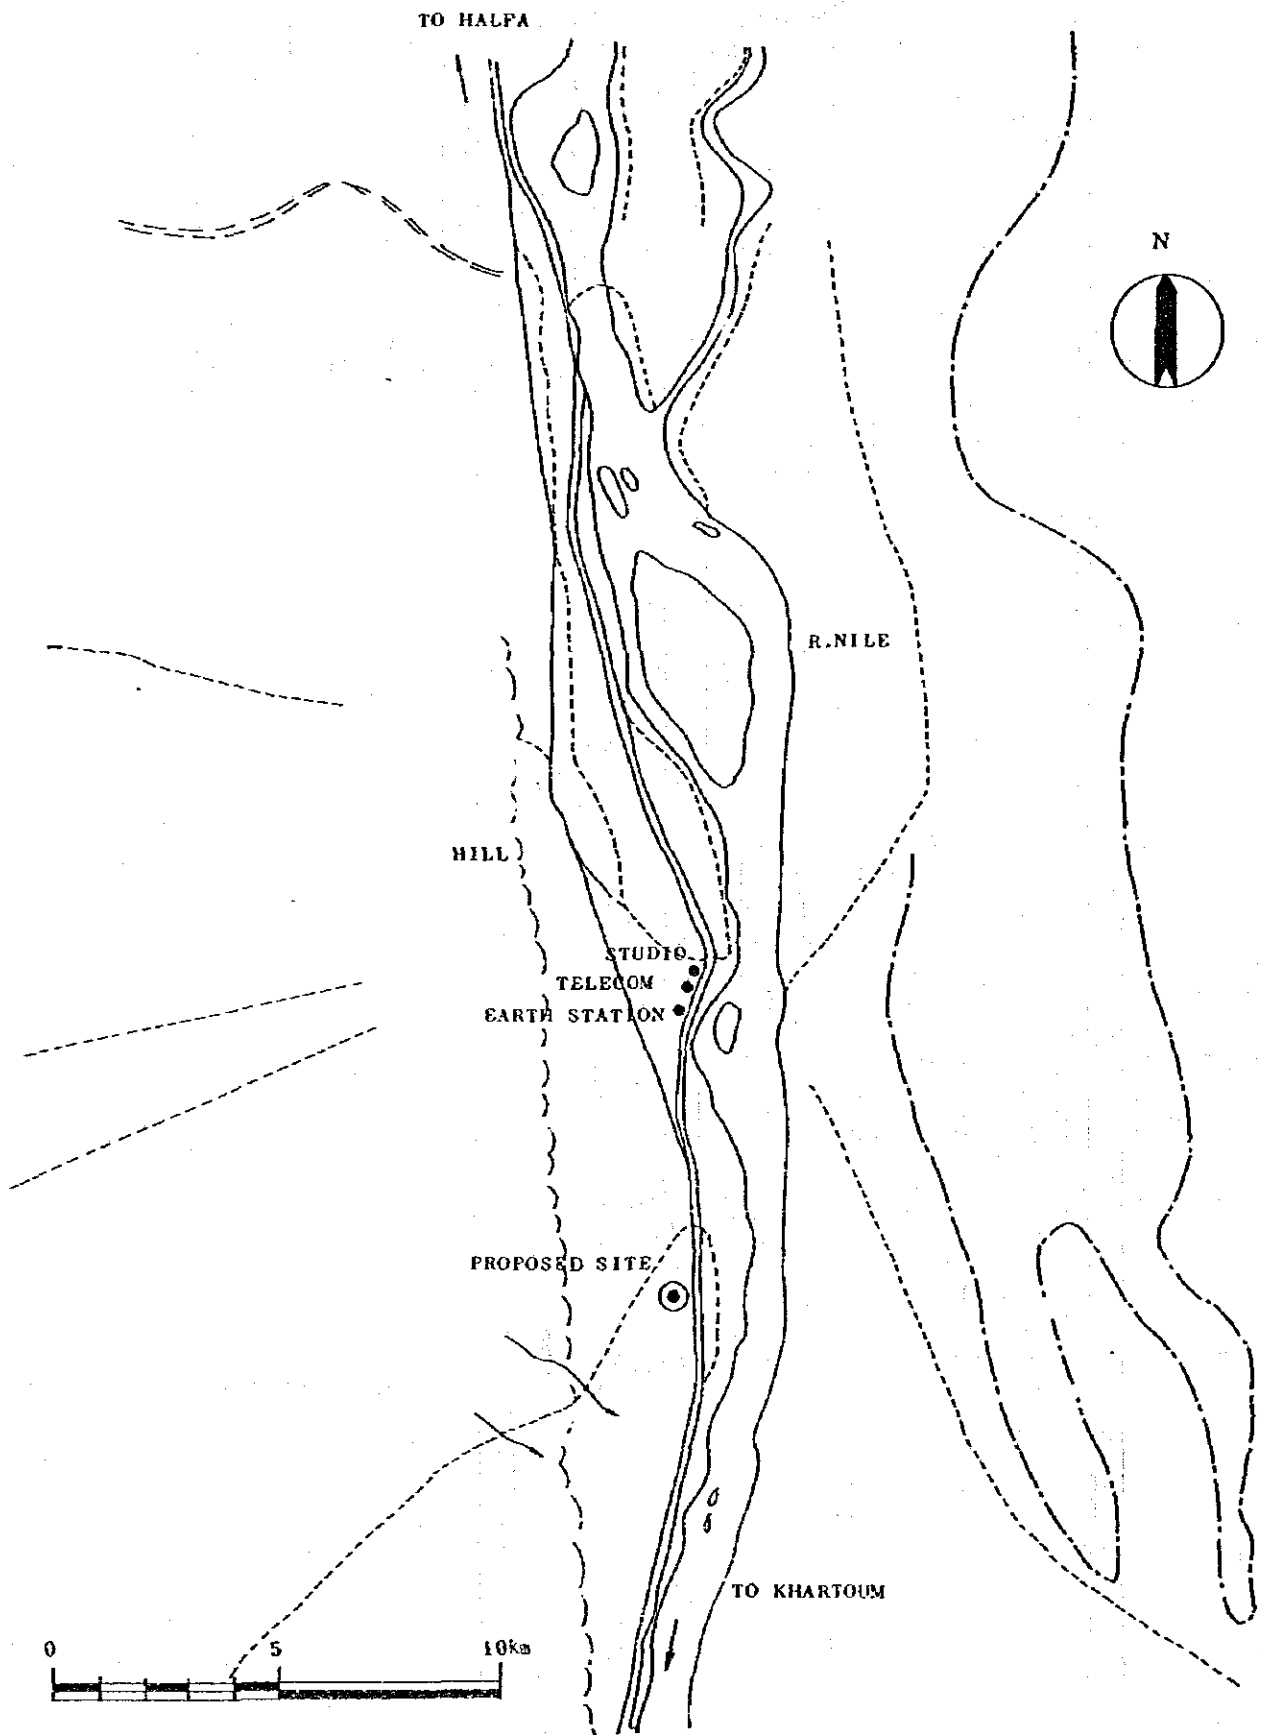 TO HALFA
N
R.NILE
HILL
STUDIO
TELECOM
EARTH STATION
PROPOSED SITE
TO KHARTOUM
0 5 10km